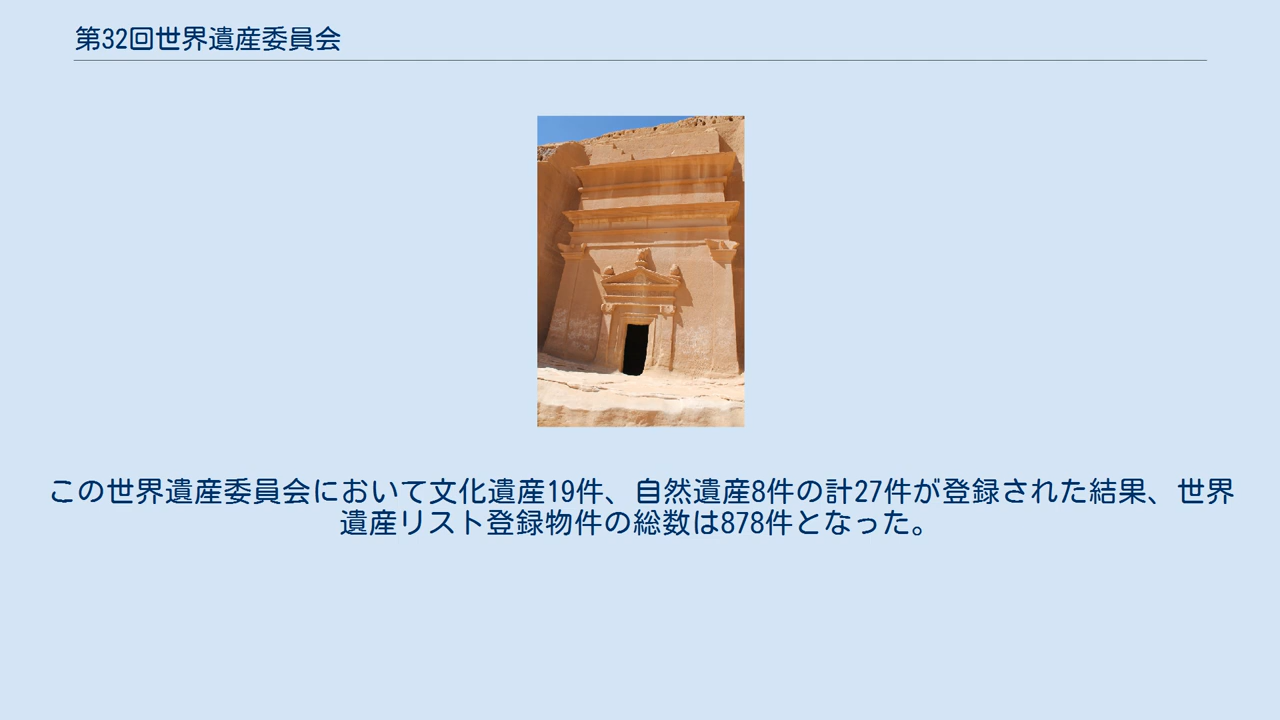 第32回世界遺産委員会
この世界遺産委員会において文化遺産19件、自然遺産8件の計27件が登録された結果、世界
遺産リスト登録物件の総数は878件となった。